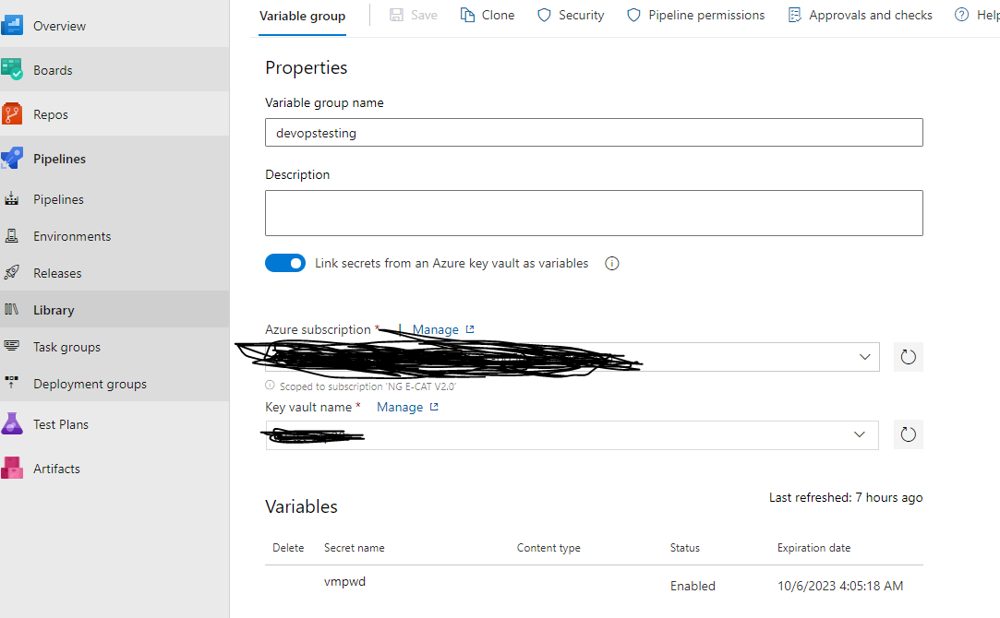 Overview
Boards
Repos
Pipelines
Pipelines
Environments
Releases
Library
Task groups
Deployment groups
Test Plans
Artifacts
Variable group Save Clone Security Pipeline permissions Approvals and checks Help
Properties
Variable group name
devopstesting
Description
Link secrets from an Azure key vault as variables
Azure subscription * | Manage
Scoped to subscription 'NG E-CAT V2.0'
Key vault name * Manage
Variables
Last refreshed: 7 hours ago
Delete Secret name Content type Status Expiration date
vmpwd Enabled 10/6/2023 4:05:18 AM